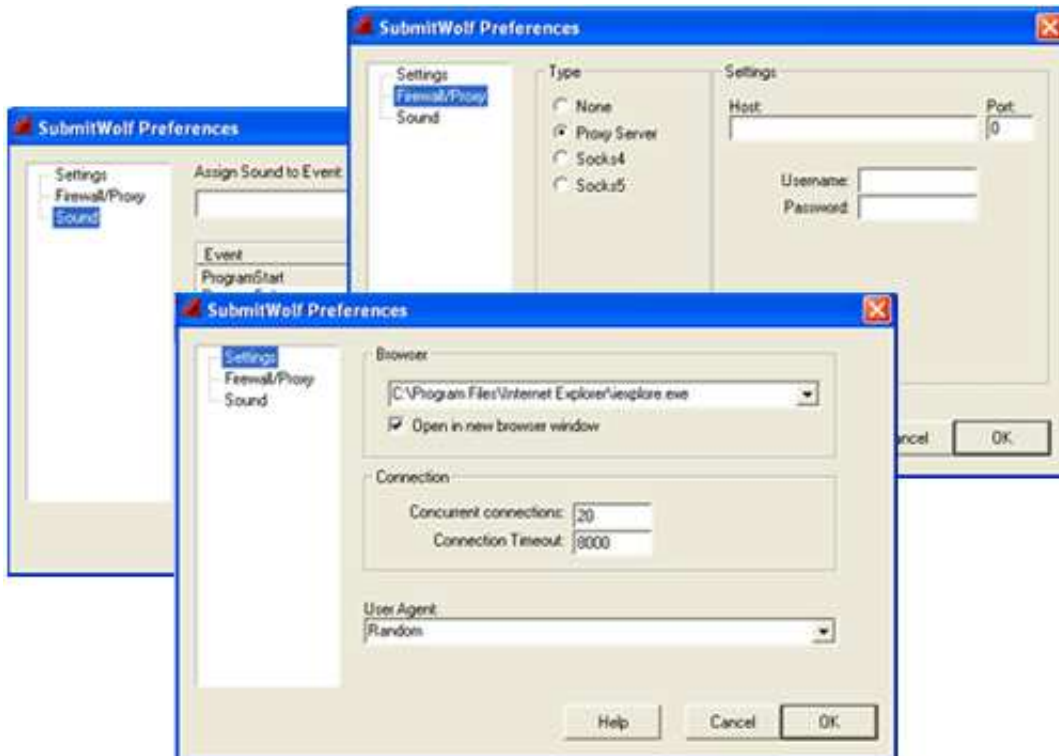 SubmitWolf Preferences
Settings
Firewall/Proxy
Sound
Type
None
Proxy Server
Socks4
Socks5
Settings
Host:
Port:
0
Username:
Password:
OK
SubmitWolf Preferences
Settings
Firewall/Proxy
Sound
Assign Sound to Event:
Event
ProgramStart
SubmitWolf Preferences
Settings
Firewall/Proxy
Sound
Browser
C:\Program Files\Internet Explorer\iexplore.exe
Open in new browser window
Connection
Concurrent connections:
20
Connection Timeout:
8000
User Agent:
Random
Help
Cancel
OK